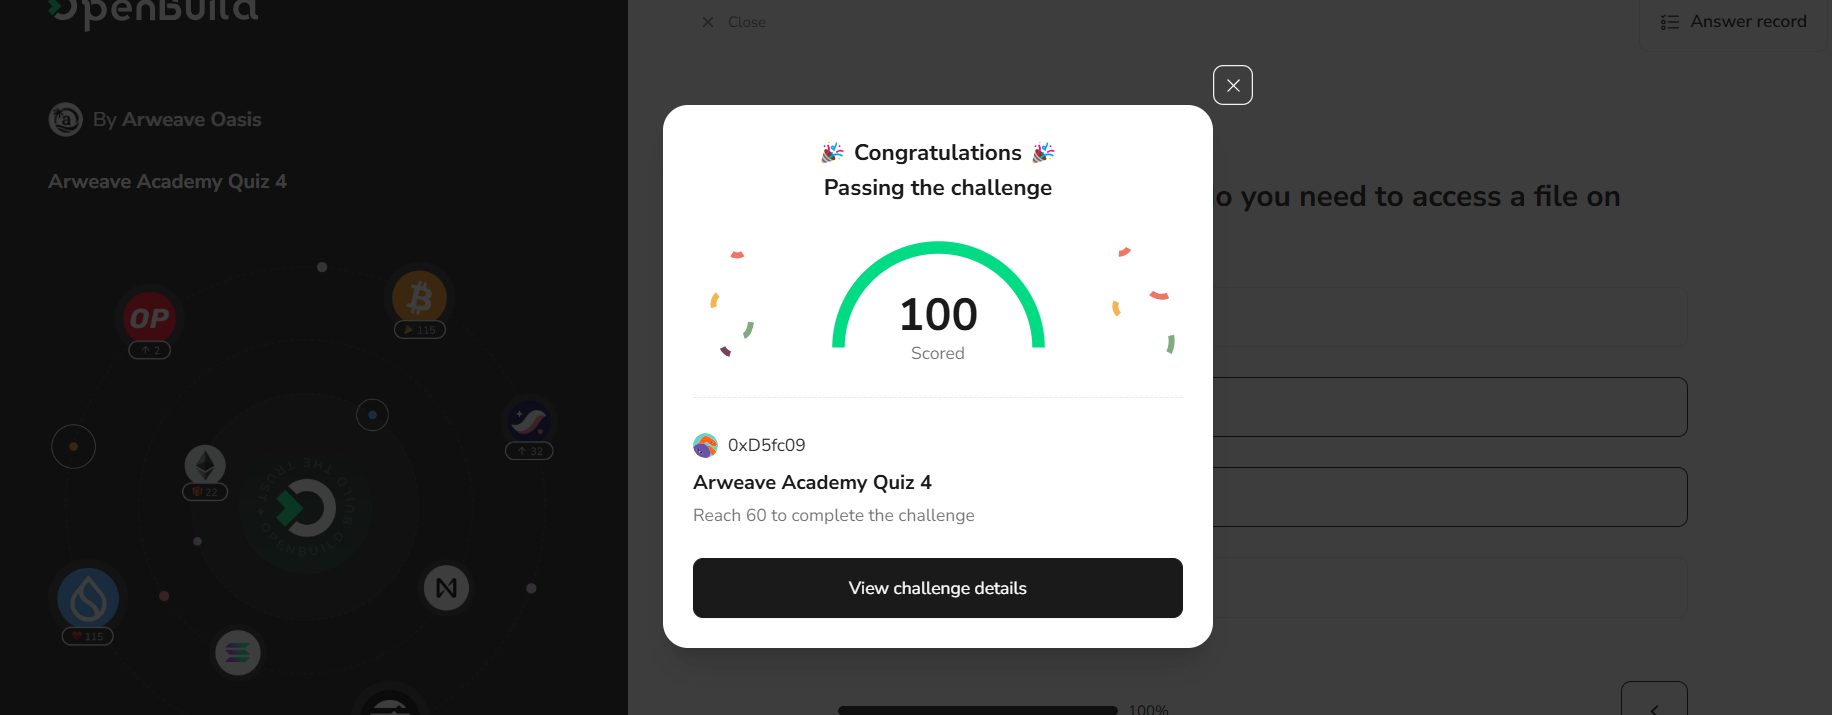 OpenBuild
By Arweave Oasis
Arweave Academy Quiz 4
OP
↑ 2
115
↑ 32
22
BUILD THE TRUST
OPENBUILD
115
Close
Answer record
o you need to access a file on
Congratulations
Passing the challenge
100
Scored
0xD5fc09
Arweave Academy Quiz 4
Reach 60 to complete the challenge
View challenge details
100%